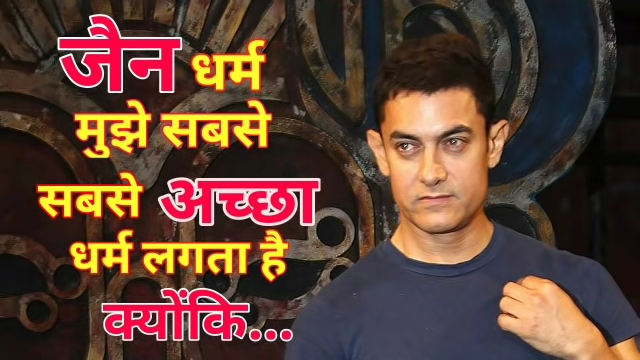 जैन धर्म
मुझे सबसे
सबसे अच्छा
धर्म लगता है
क्योंकि...